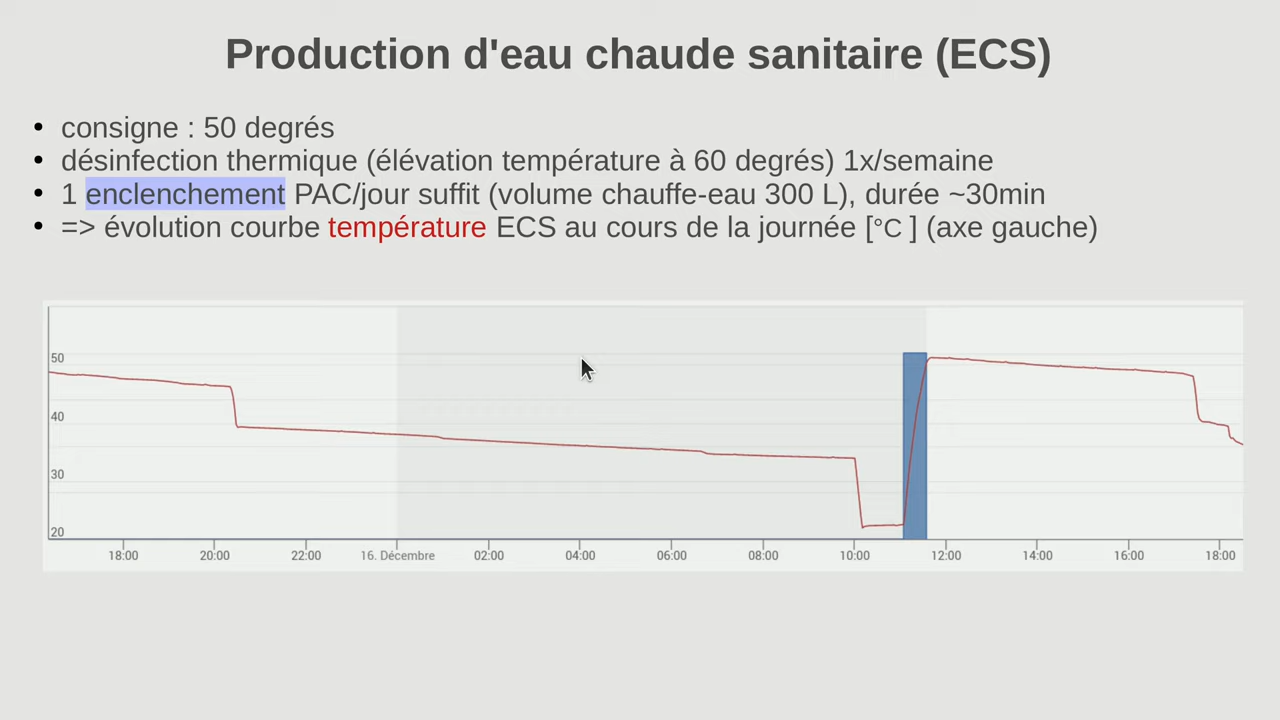 Production d'eau chaude sanitaire (ECS)
• consigne : 50 degrés
• désinfection thermique (élévation température à 60 degrés) 1x/semaine
• 1 enclenchement PAC/jour suffit (volume chauffe-eau 300 L), durée ~30min
• => évolution courbe température ECS au cours de la journée [°C ] (axe gauche)
50
40
30
20
18:00 20:00 22:00 16. Décembre 02:00 04:00 06:00 08:00 10:00 12:00 14:00 16:00 18:00